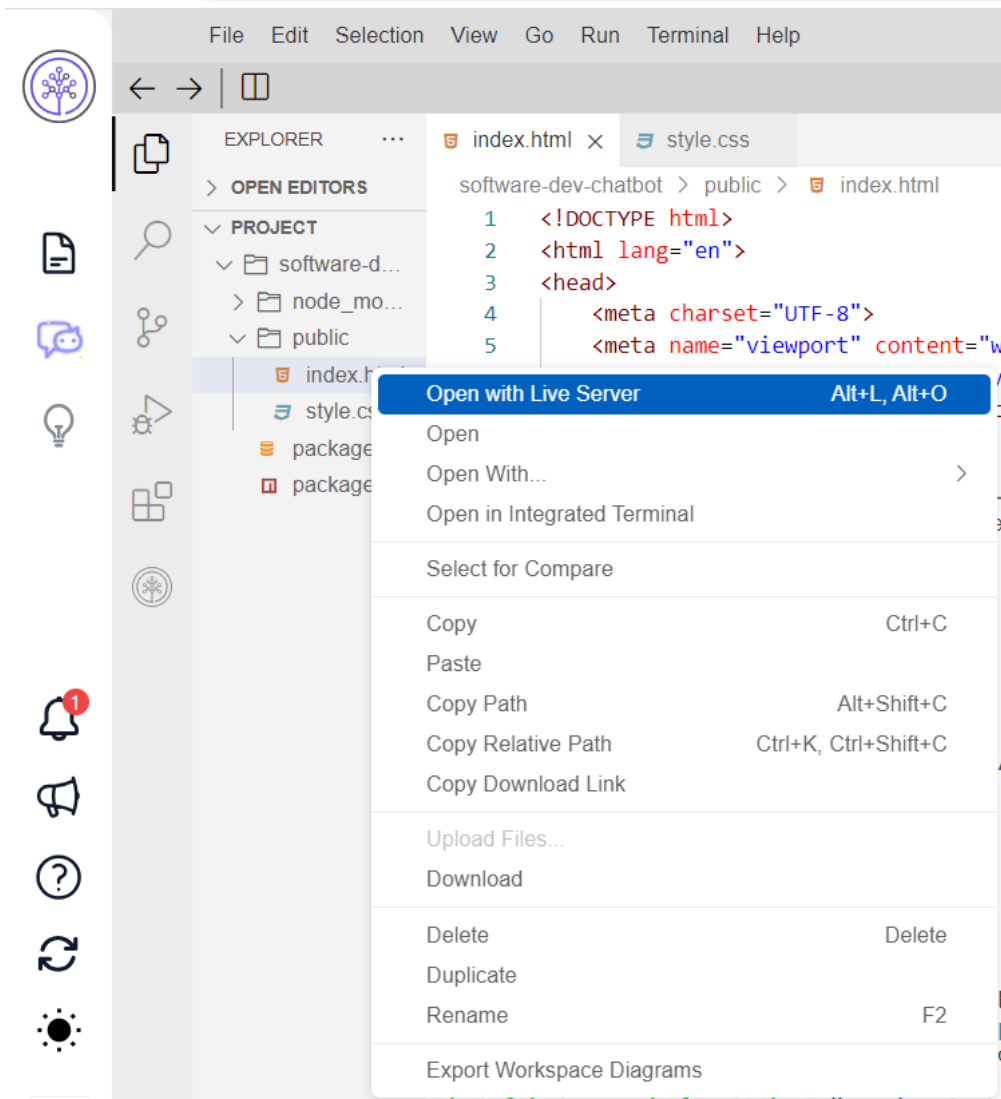 File Edit Selection View Go Run Terminal Help
EXPLORER ...
index.html
style.css
OPEN EDITORS
software-dev-chatbot > public > index.html
PROJECT
software-d...
node_mo...
public
index.h
style.cs
package
package
1 <!DOCTYPE html>
2 <html lang="en">
3 <head>
4 <meta charset="UTF-8">
5 <meta name="viewport" content="w
Open with Live Server Alt+L, Alt+O
Open
Open With...
Open in Integrated Terminal
Select for Compare
Copy Ctrl+C
Paste
Copy Path Alt+Shift+C
Copy Relative Path Ctrl+K, Ctrl+Shift+C
Copy Download Link
Upload Files...
Download
Delete Delete
Duplicate
Rename F2
Export Workspace Diagrams
1